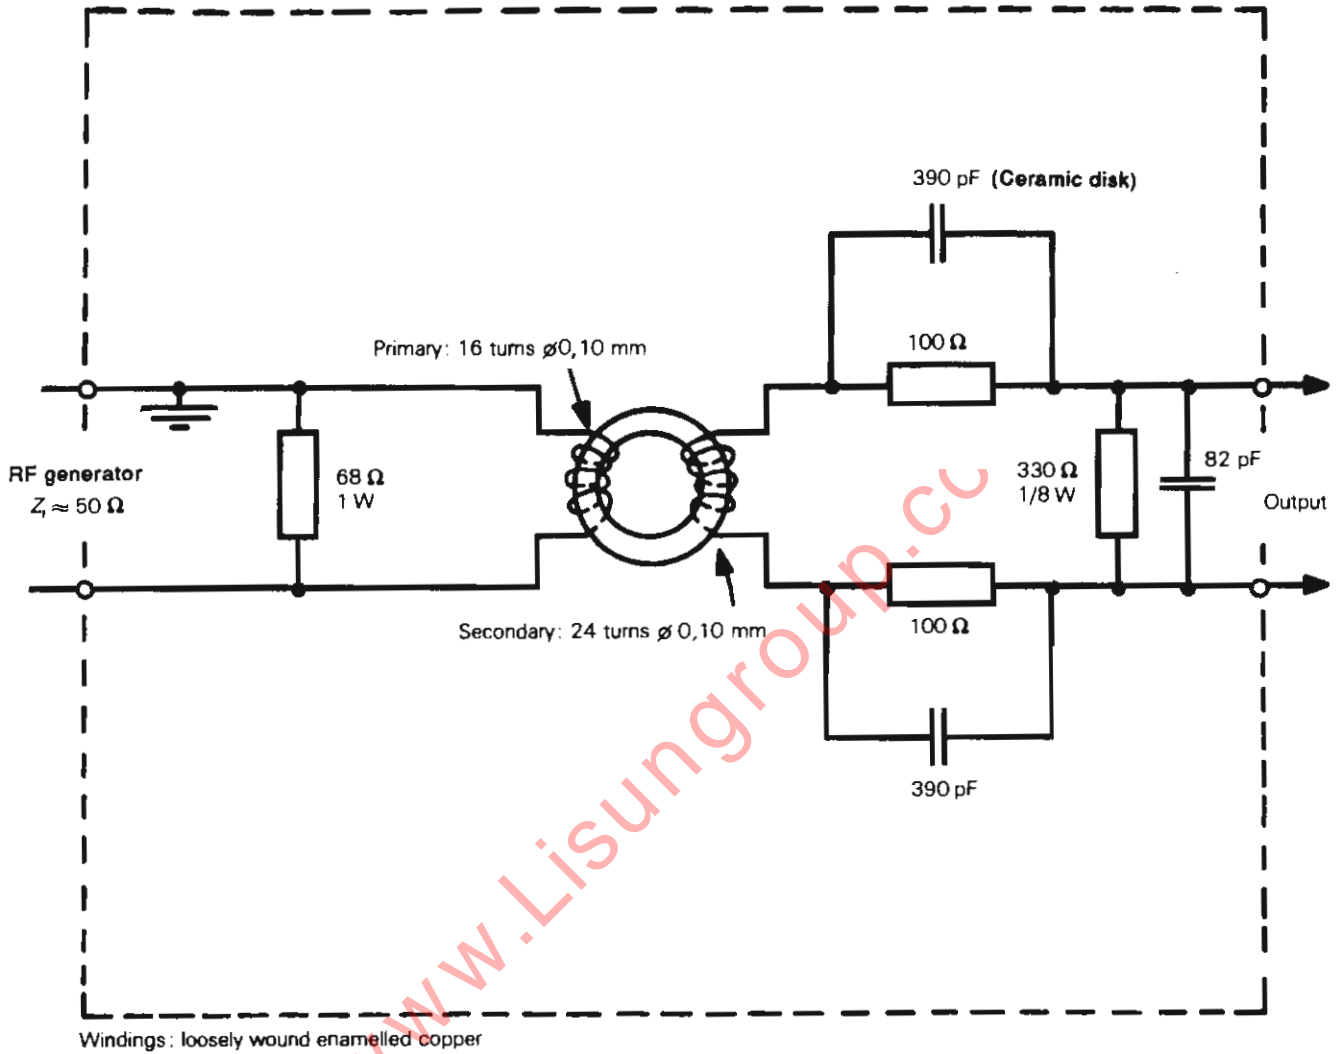 390 pF (Ceramic disk)
100 Ω
Primary: 16 turns ø0,10 mm
RF generator
Zᵢ ≈ 50 Ω
68 Ω
1 W
330 Ω
1/8 W
82 pF
Output
Secondary: 24 turns ø 0,10 mm
100 Ω
390 pF
ww.Lisungroup.co
Windings: loosely wound enamelled copper